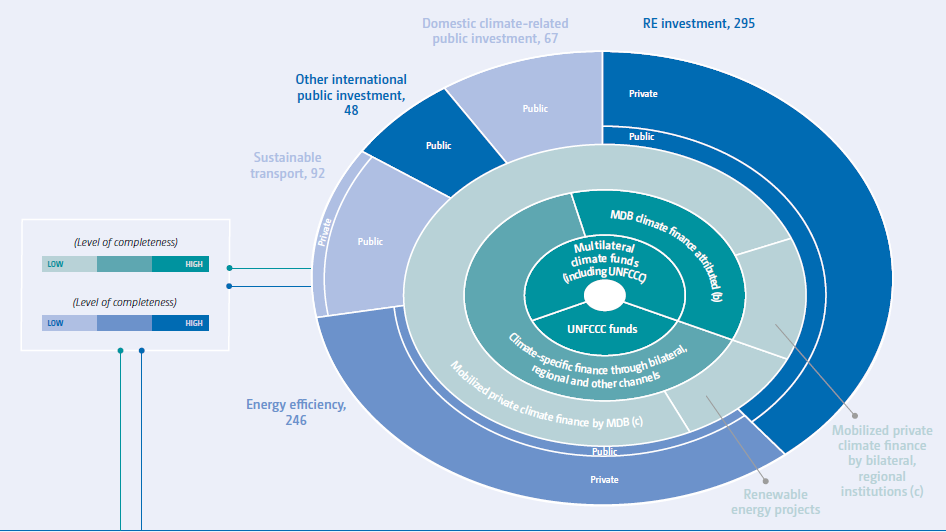 Domestic climate-related
public investment, 67
RE investment, 295
Other international
public investment,
48
Sustainable
transport, 92
Private
Public
Public
Public
Private
Public
(Level of completeness)
LOW
HIGH
(Level of completeness)
LOW
HIGH
MDB climate finance attributed (b)
Multilateral
climate funds
(including UNFCCC)
UNFCCC funds
Climate-specific finance through bilateral,
regional and other channels
Mobilized private climate finance by MDB (c)
Energy efficiency,
246
Public
Private
Mobilized private
climate finance
by bilateral,
regional
institutions (c)
Renewable
energy projects